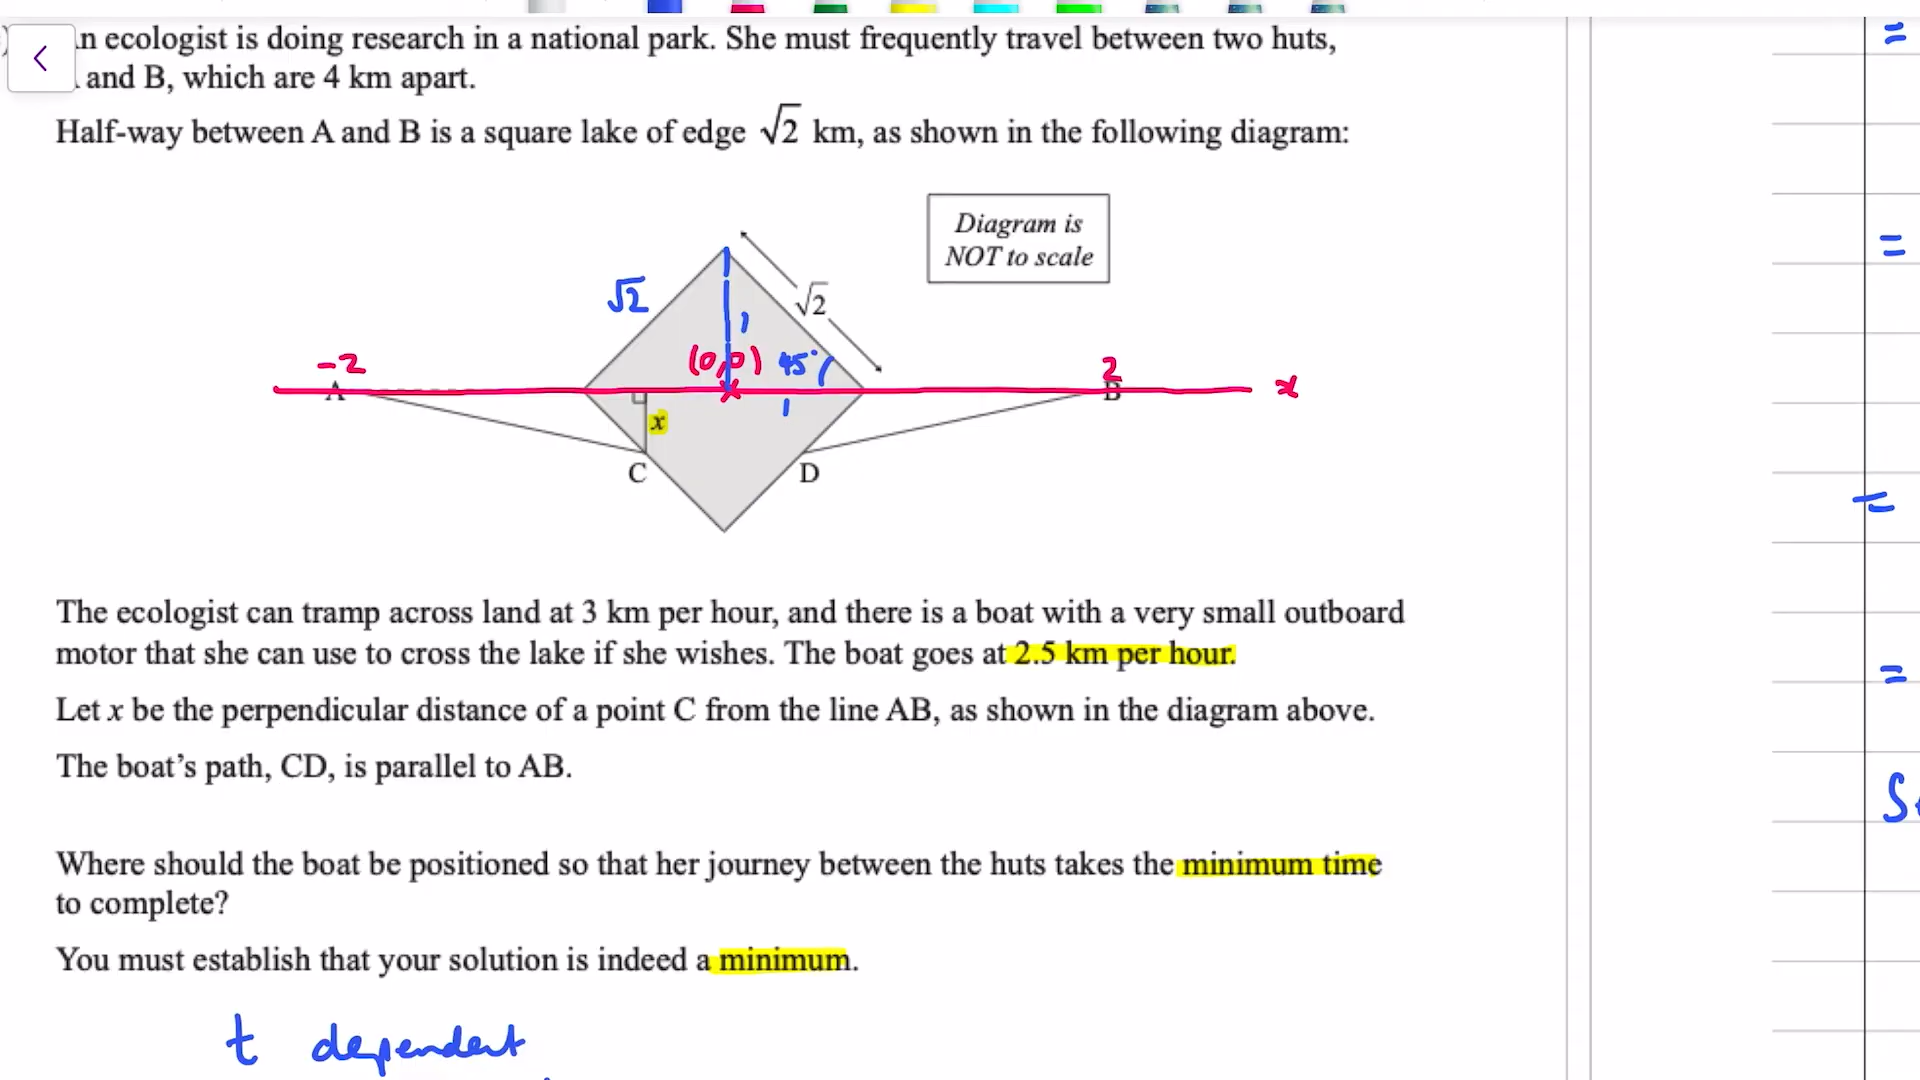 n ecologist is doing research in a national park. She must frequently travel between two huts,
and B, which are 4 km apart.
Half-way between A and B is a square lake of edge √2 km, as shown in the following diagram:
Diagram is
NOT to scale
√2
√2
1
-2
(0,0)
45°
2
x
A
B
1
x
C
D
The ecologist can tramp across land at 3 km per hour, and there is a boat with a very small outboard
motor that she can use to cross the lake if she wishes. The boat goes at 2.5 km per hour.
Let x be the perpendicular distance of a point C from the line AB, as shown in the diagram above.
The boat’s path, CD, is parallel to AB.
Where should the boat be positioned so that her journey between the huts takes the minimum time
to complete?
You must establish that your solution is indeed a minimum.
t dependent
=
=
=
=